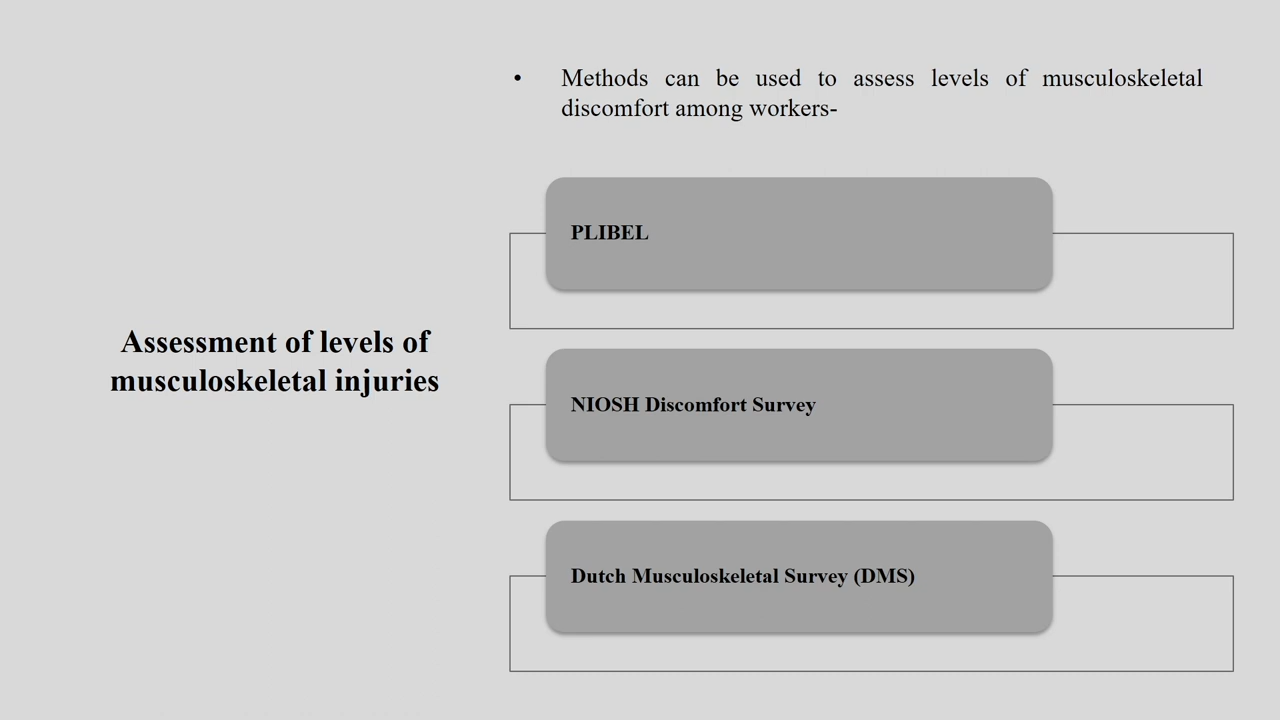 Assessment of levels of
musculoskeletal injuries
• Methods can be used to assess levels of musculoskeletal
discomfort among workers-
PLIBEL
NIOSH Discomfort Survey
Dutch Musculoskeletal Survey (DMS)